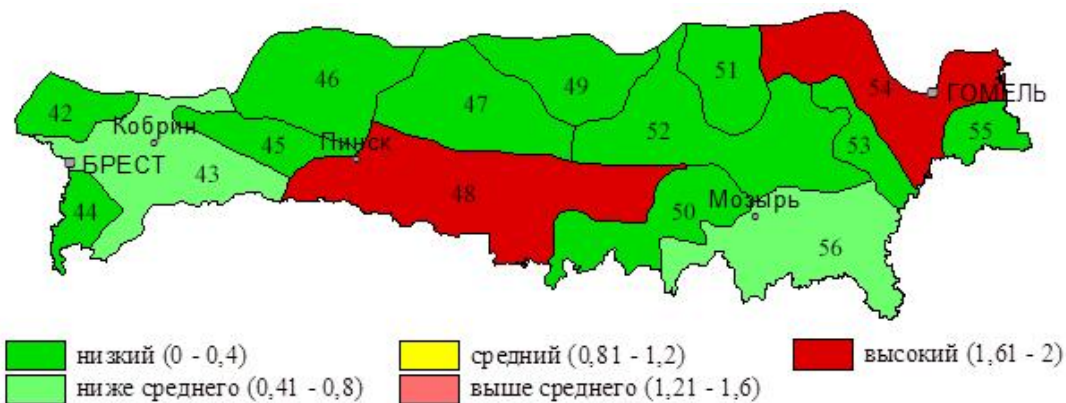 51
46
49
54
ГОМЕЛЬ
47
42
Кобрин
52
55
45
Пинск
53
БРЕСТ
43
48
Мозырь
44
50
56
низкий (0 - 0,4)
средний (0,81 - 1,2)
высокий (1,61 - 2)
ниже среднего (0,41 - 0,8)
выше среднего (1,21 - 1,6)